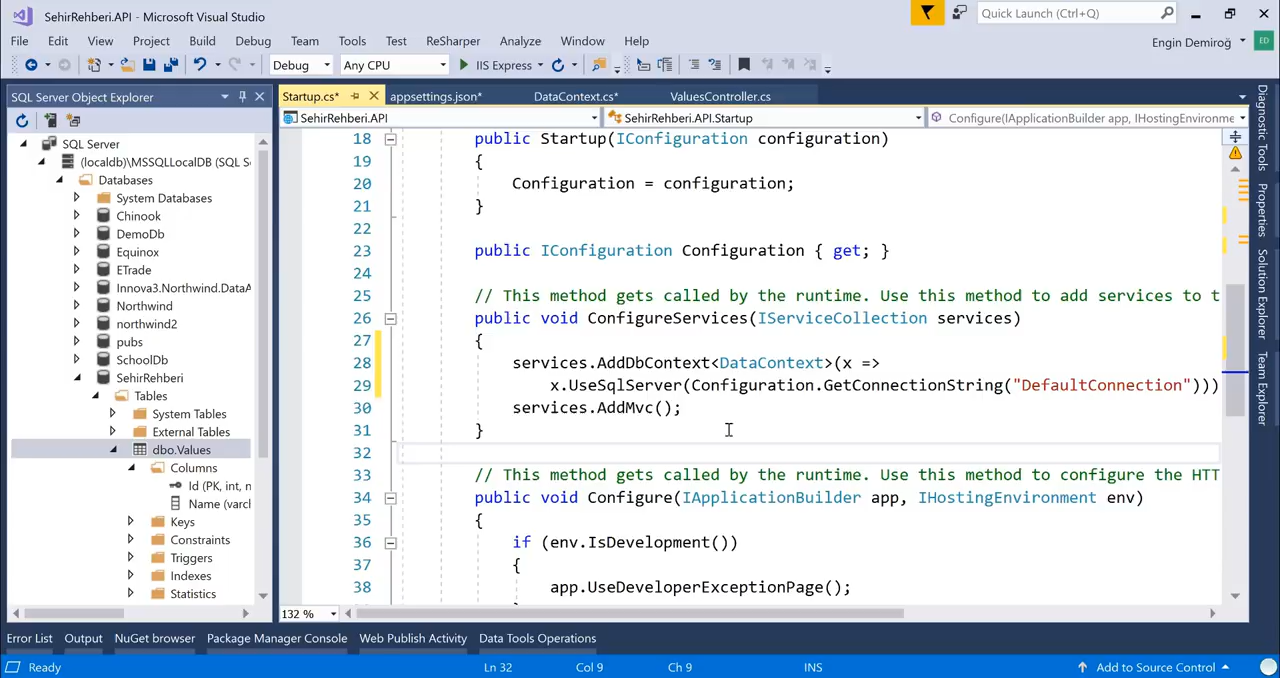 SehirRehberi.API - Microsoft Visual Studio
Quick Launch (Ctrl+Q)
File Edit View Project Build Debug Team Tools Test ReSharper Analyze Window Help
Engin Demiroğ ED
Debug Any CPU IIS Express
SQL Server Object Explorer
Startup.cs* appsettings.json* DataContext.cs* ValuesController.cs
SehirRehberi.API SehirRehberi.API.Startup Configure(IApplicationBuilder app, IHostingEnvironme
SQL Server
(localdb)\MSSQLLocalDB (SQL S
Databases
System Databases
Chinook
DemoDb
Equinox
ETrade
Innova3.Northwind.DataA
Northwind
northwind2
pubs
SchoolDb
SehirRehberi
Tables
System Tables
External Tables
dbo.Values
Columns
Id (PK, int, n
Name (varcl
Keys
Constraints
Triggers
Indexes
Statistics
18 public Startup(IConfiguration configuration)
19 {
20 Configuration = configuration;
21 }
22
23 public IConfiguration Configuration { get; }
24
25 // This method gets called by the runtime. Use this method to add services to t
26 public void ConfigureServices(IServiceCollection services)
27 {
28 services.AddDbContext<DataContext>(x =>
29 x.UseSqlServer(Configuration.GetConnectionString("DefaultConnection")))
30 services.AddMvc();
31 }
32
33 // This method gets called by the runtime. Use this method to configure the HTT
34 public void Configure(IApplicationBuilder app, IHostingEnvironment env)
35 {
36 if (env.IsDevelopment())
37 {
38 app.UseDeveloperExceptionPage();
132 %
Diagnostic Tools
Properties
Solution Explorer
Team Explorer
Error List Output NuGet browser Package Manager Console Web Publish Activity Data Tools Operations
Ready Ln 32 Col 9 Ch 9 INS Add to Source Control